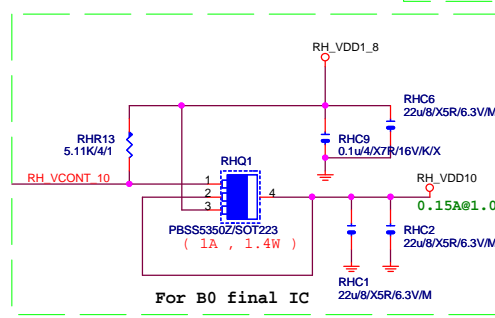 RH_VDD1_8
RHC6
22u/8/X5R/6.3V/M
RHR13
5.11K/4/1
RHC9
0.1u/4/X7R/16V/K/X
RHQ1
RH_VCONT_10
1
2
3
4
RH_VDD10
0.15A@1.0
PBSS5350Z/SOT223
( 1A , 1.4W )
RHC2
22u/8/X5R/6.3V/M
RHC1
22u/8/X5R/6.3V/M
For B0 final IC